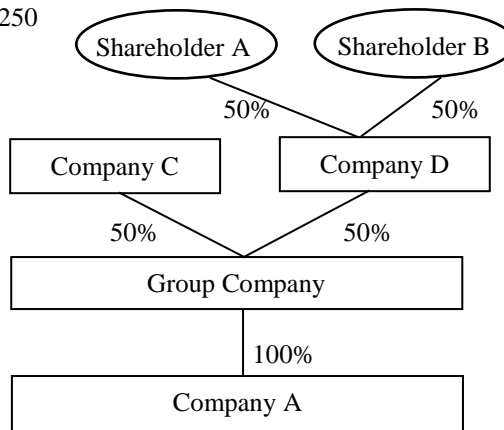 250
Shareholder A Shareholder B
50% 50%
Company C Company D
50% 50%
Group Company
100%
Company A